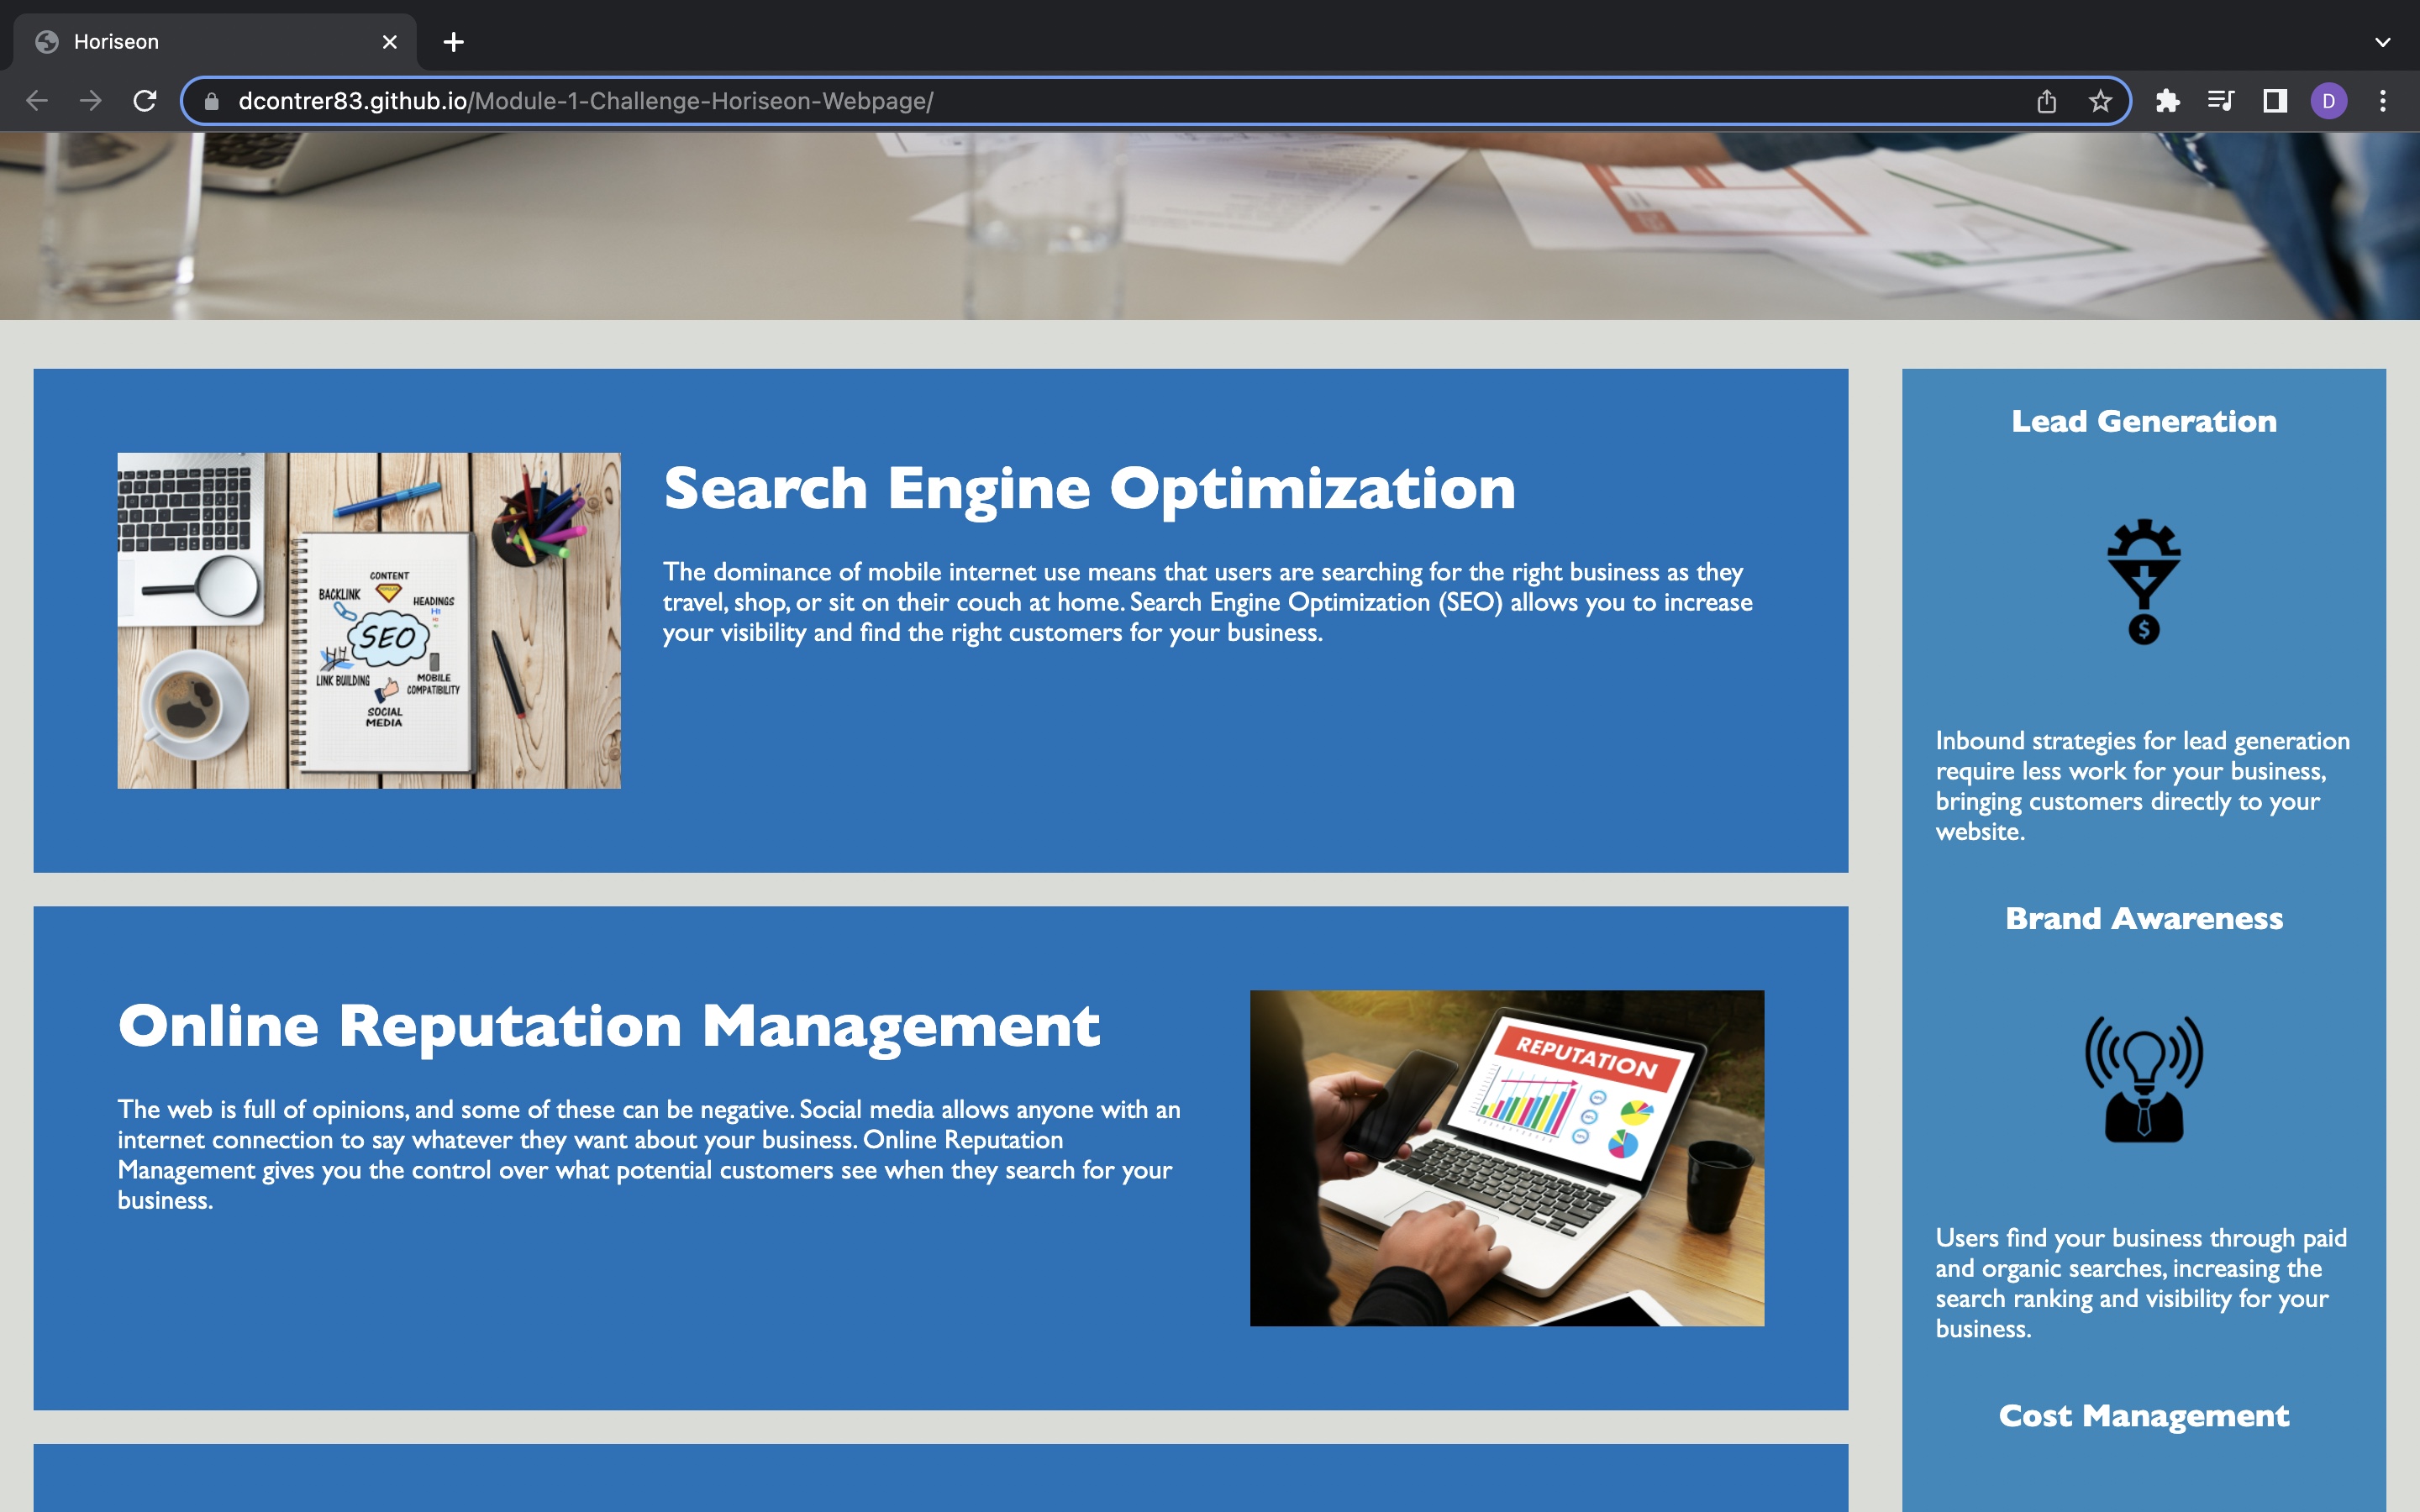 Horiseon
dcontrer83.github.io/Module-1-Challenge-Horiseon-Webpage/
D
Search Engine Optimization
The dominance of mobile internet use means that users are searching for the right business as they
travel, shop, or sit on their couch at home. Search Engine Optimization (SEO) allows you to increase
your visibility and find the right customers for your business.
CONTENT
BACKLINK
HEADINGS
H1
SEO
LINK BUILDING
MOBILE
COMPATIBILITY
SOCIAL
MEDIA
Online Reputation Management
The web is full of opinions, and some of these can be negative. Social media allows anyone with an
internet connection to say whatever they want about your business. Online Reputation
Management gives you the control over what potential customers see when they search for your
business.
REPUTATION
Lead Generation
$
Inbound strategies for lead generation
require less work for your business,
bringing customers directly to your
website.
Brand Awareness
Users find your business through paid
and organic searches, increasing the
search ranking and visibility for your
business.
Cost Management